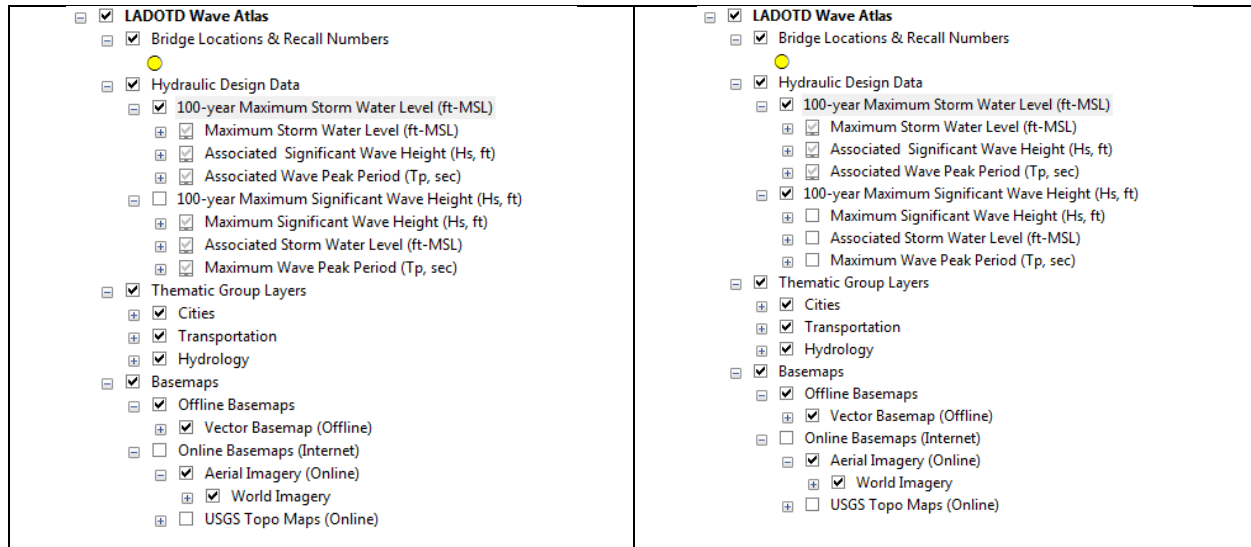 LADOTD Wave Atlas
Bridge Locations & Recall Numbers
Hydraulic Design Data
100-year Maximum Storm Water Level (ft-MSL)
Maximum Storm Water Level (ft-MSL)
Associated  Significant Wave Height (Hs, ft)
Associated Wave Peak Period (Tp, sec)
100-year Maximum Significant Wave Height (Hs, ft)
Maximum Significant Wave Height (Hs, ft)
Associated Storm Water Level (ft-MSL)
Maximum Wave Peak Period (Tp, sec)
Thematic Group Layers
Cities
Transportation
Hydrology
Basemaps
Offline Basemaps
Vector Basemap (Offline)
Online Basemaps (Internet)
Aerial Imagery (Online)
World Imagery
USGS Topo Maps (Online)
LADOTD Wave Atlas
Bridge Locations & Recall Numbers
Hydraulic Design Data
100-year Maximum Storm Water Level (ft-MSL)
Maximum Storm Water Level (ft-MSL)
Associated  Significant Wave Height (Hs, ft)
Associated Wave Peak Period (Tp, sec)
100-year Maximum Significant Wave Height (Hs, ft)
Maximum Significant Wave Height (Hs, ft)
Associated Storm Water Level (ft-MSL)
Maximum Wave Peak Period (Tp, sec)
Thematic Group Layers
Cities
Transportation
Hydrology
Basemaps
Offline Basemaps
Vector Basemap (Offline)
Online Basemaps (Internet)
Aerial Imagery (Online)
World Imagery
USGS Topo Maps (Online)